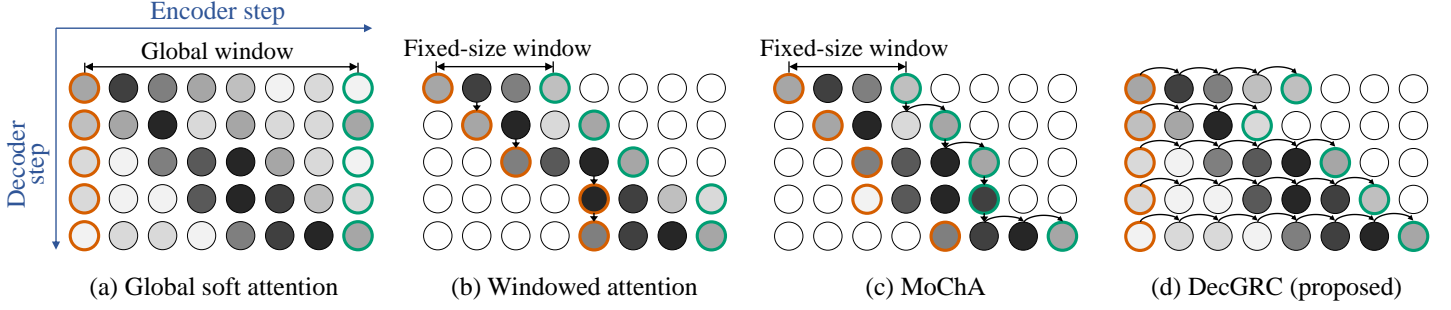 Encoder step
Global window
Fixed-size window
Fixed-size window
Decoder
step
(a) Global soft attention
(b) Windowed attention
(c) MoChA
(d) DecGRC (proposed)